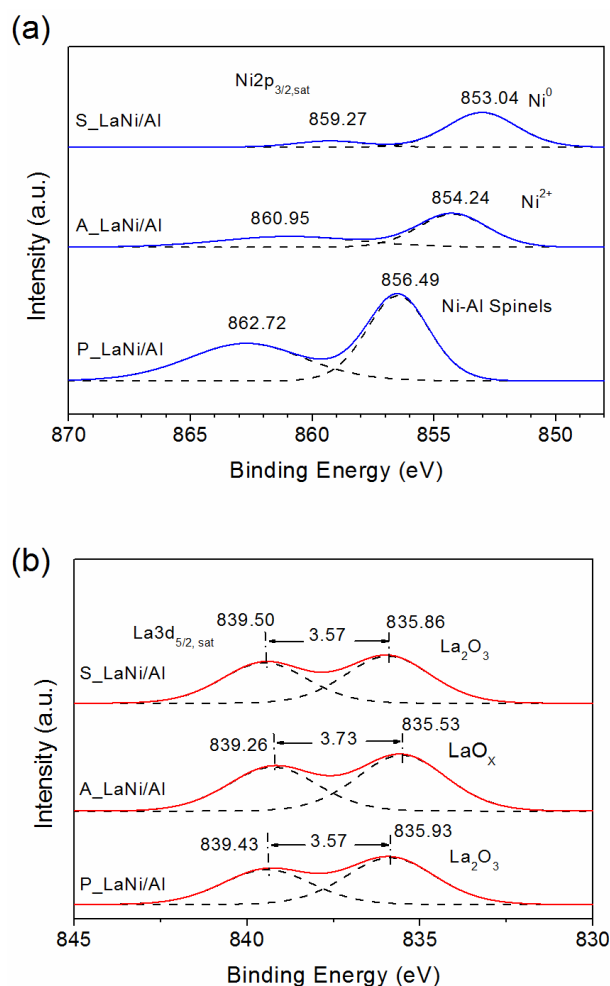 (a)
Ni2p3/2,sat
853.04 Ni0
S_LaNi/Al
859.27
Ni2+
854.24
A_LaNi/Al
860.95
856.49
Ni-Al Spinels
862.72
P_LaNi/Al
Intensity (a.u.)
870 865 860 855 850
Binding Energy (eV)
(b)
La3d5/2, sat
839.50
3.57
835.86
La2O3
S_LaNi/Al
839.26
3.73
835.53
LaOX
A_LaNi/Al
839.43
3.57
835.93
La2O3
P_LaNi/Al
Intensity (a.u.)
845 840 835 830
Binding Energy (eV)